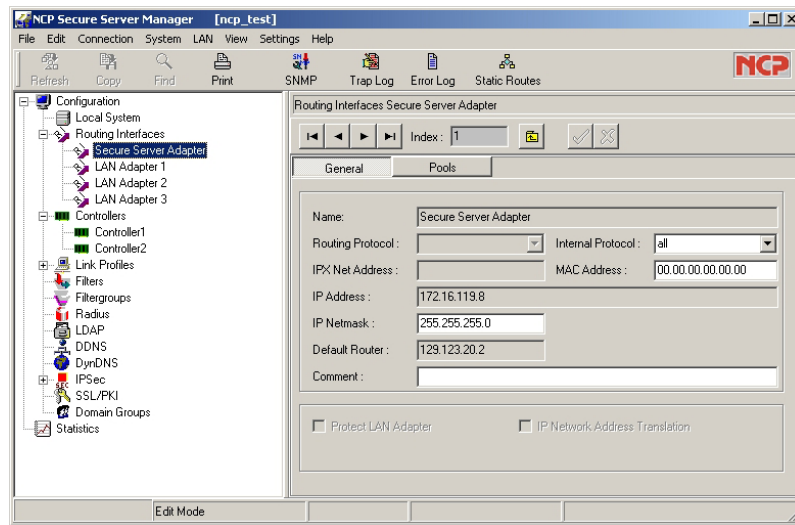 NCP Secure Server Manager [ncp_test]
File Edit Connection System LAN View Settings Help
Refresh Copy Find Print SNMP Trap Log Error Log Static Routes
NCP
Configuration
Local System
Routing Interfaces
Secure Server Adapter
LAN Adapter 1
LAN Adapter 2
LAN Adapter 3
Controllers
Controller1
Controller2
Link Profiles
Filters
Filtergroups
Radius
LDAP
DDNS
DynDNS
IPSec
SSL/PKI
Domain Groups
Statistics
Routing Interfaces Secure Server Adapter
Index : 1
General Pools
Name: Secure Server Adapter
Routing Protocol : Internal Protocol : all
IPX Net Address : MAC Address : 00.00.00.00.00.00
IP Address : 172.16.119.8
IP Netmask : 255.255.255.0
Default Router : 129.123.20.2
Comment :
Protect LAN Adapter IP Network Address Translation
Edit Mode